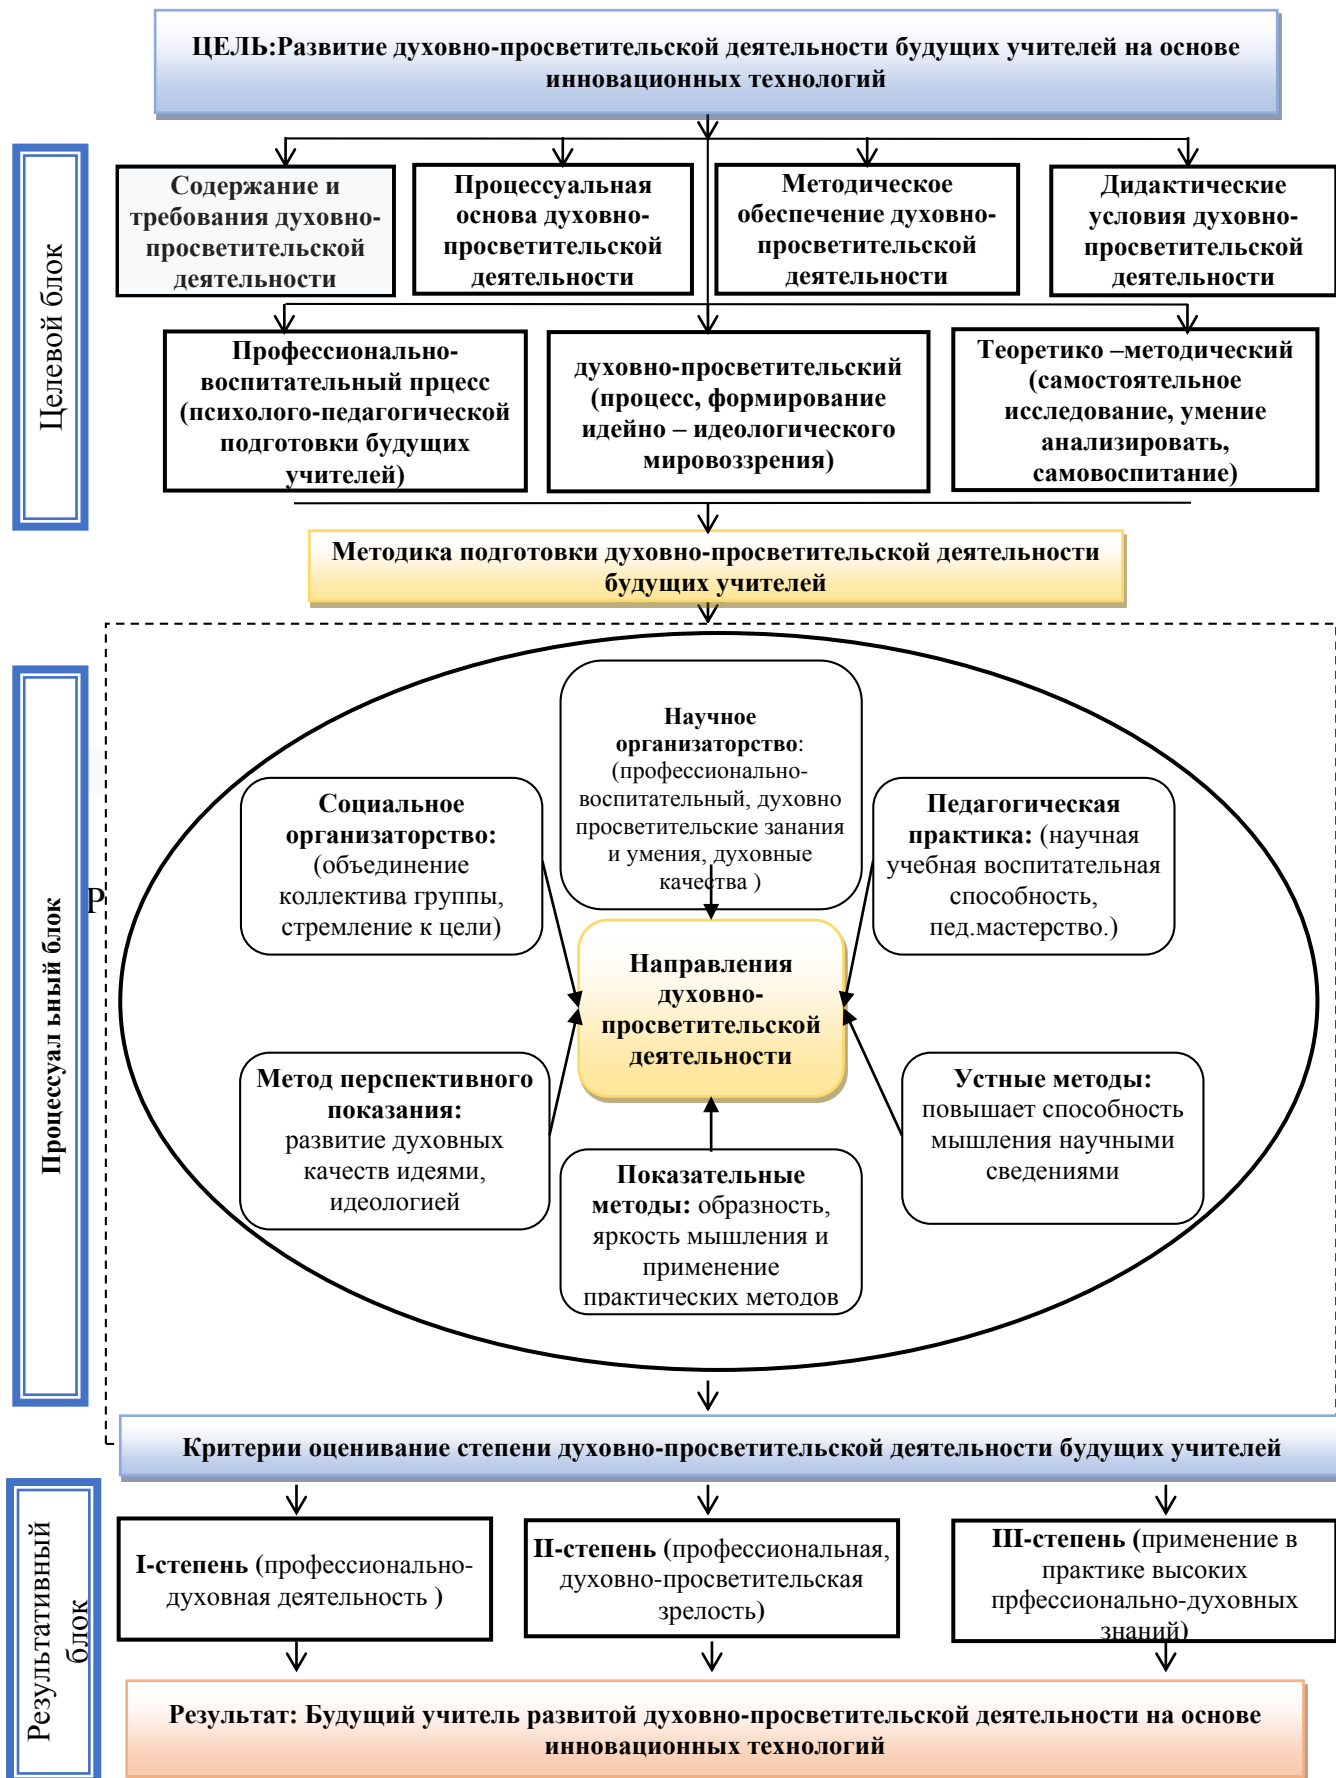 ЦЕЛЬ:Развитие духовно-просветительской деятельности будущих учителей на основе
инновационных технологий
Целевой блок
Содержание и
требования духовно-
просветительской
деятельности
Процессуальная
основа духовно-
просветительской
деятельности
Методическое
обеспечение духовно-
просветительской
деятельности
Дидактические
условия духовно-
просветительской
деятельности
Профессионально-
воспитательный прцесс
(психолого-педагогической
подготовки будущих
учителей)
духовно-просветительский
(процесс, формирование
идейно – идеологического
мировоззрения)
Теоретико –методический
(самостоятельное
исследование, умение
анализировать,
самовоспитание)
Методика подготовки духовно-просветительской деятельности
будущих учителей
Процессуал ьный блок
Р
Научное
организаторство:
(профессионально-
воспитательный, духовно
просветительские занания
и умения, духовные
качества )
Социальное
организаторство:
(объединение
коллектива группы,
стремление к цели)
Педагогическая
практика: (научная
учебная воспитательная
способность,
пед.мастерство.)
Направления
духовно-
просветительской
деятельности
Метод перспективного
показания:
развитие духовных
качеств идеями,
идеологией
Показательные
методы: образность,
яркость мышления и
применение
практических методов
Устные методы:
повышает способность
мышления научными
сведениями
Критерии оценивание степени духовно-просветительской деятельности будущих учителей
Результативный
блок
I-степень (профессионально-
духовная деятельность )
II-степень (профессиональная,
духовно-просветительская
зрелость)
III-степень (применение в
практике высоких
прфессионально-духовных
знаний)
Результат: Будущий учитель развитой духовно-просветительской деятельности на основе
инновационных технологий